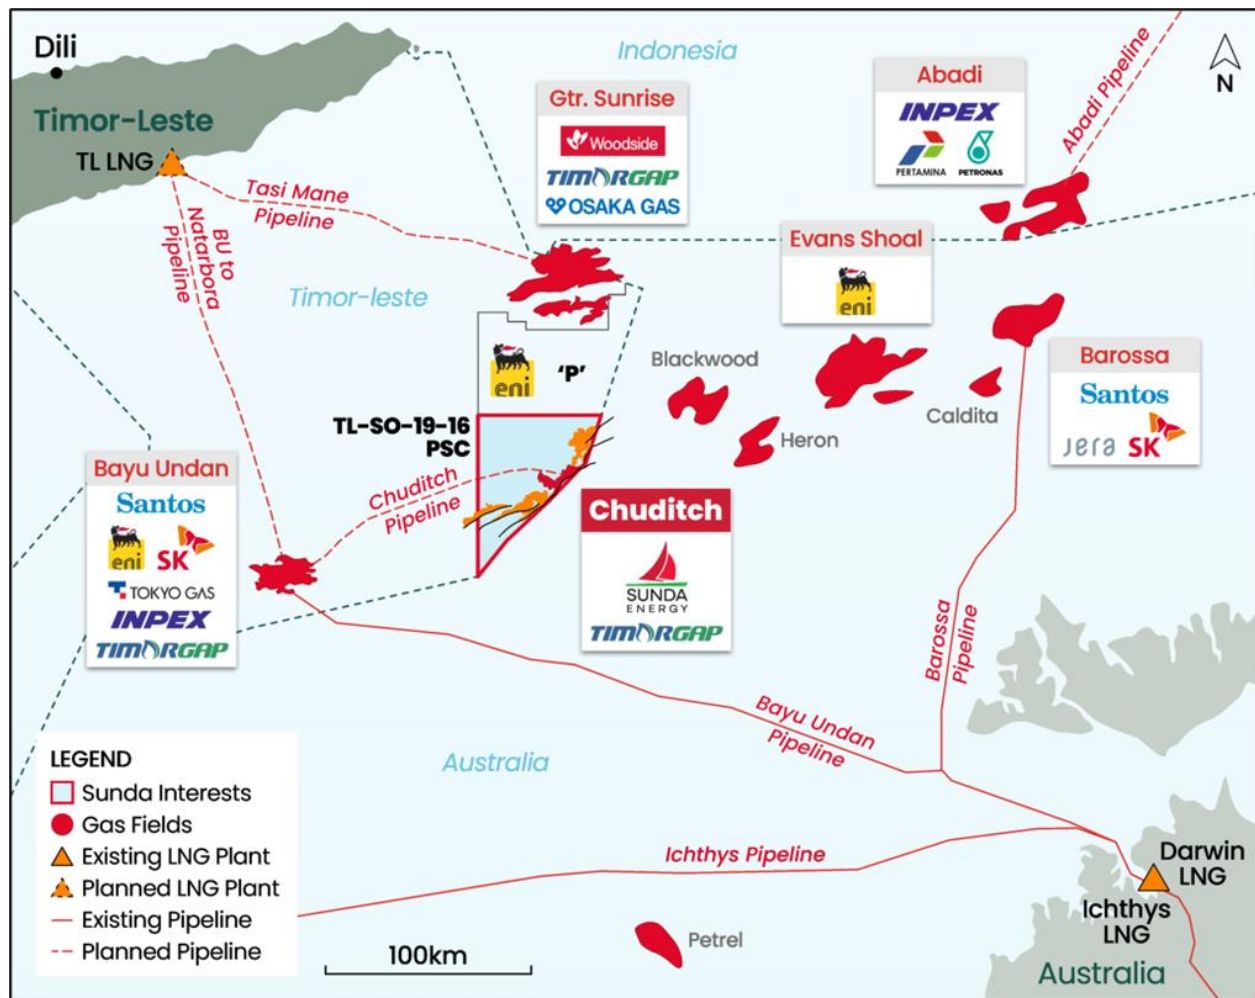 Dili
Timor-Leste
TL LNG
Indonesia
N
Gtr. Sunrise
Woodside
TIMORGAP
OSAKA GAS
Abadi
INPEX
PERTAMINA
PETRONAS
Abadi Pipeline
Tasi Mane
Pipeline
BU to
Natarbora
Pipeline
Timor-leste
Evans Shoal
eni
eni
'P'
Blackwood
Heron
Caldita
Barossa
Santos
Jera SK
TL-SO-19-16
PSC
Chuditch
Pipeline
Bayu Undan
Santos
eni SK
TOKYO GAS
INPEX
TIMORGAP
Chuditch
SUNDA
ENERGY
TIMORGAP
Barossa
Pipeline
Bayu Undan
Pipeline
Australia
Ichthys Pipeline
LEGEND
Sunda Interests
Gas Fields
Existing LNG Plant
Planned LNG Plant
Existing Pipeline
Planned Pipeline
100km
Petrel
Darwin
LNG
Ichthys
LNG
Australia